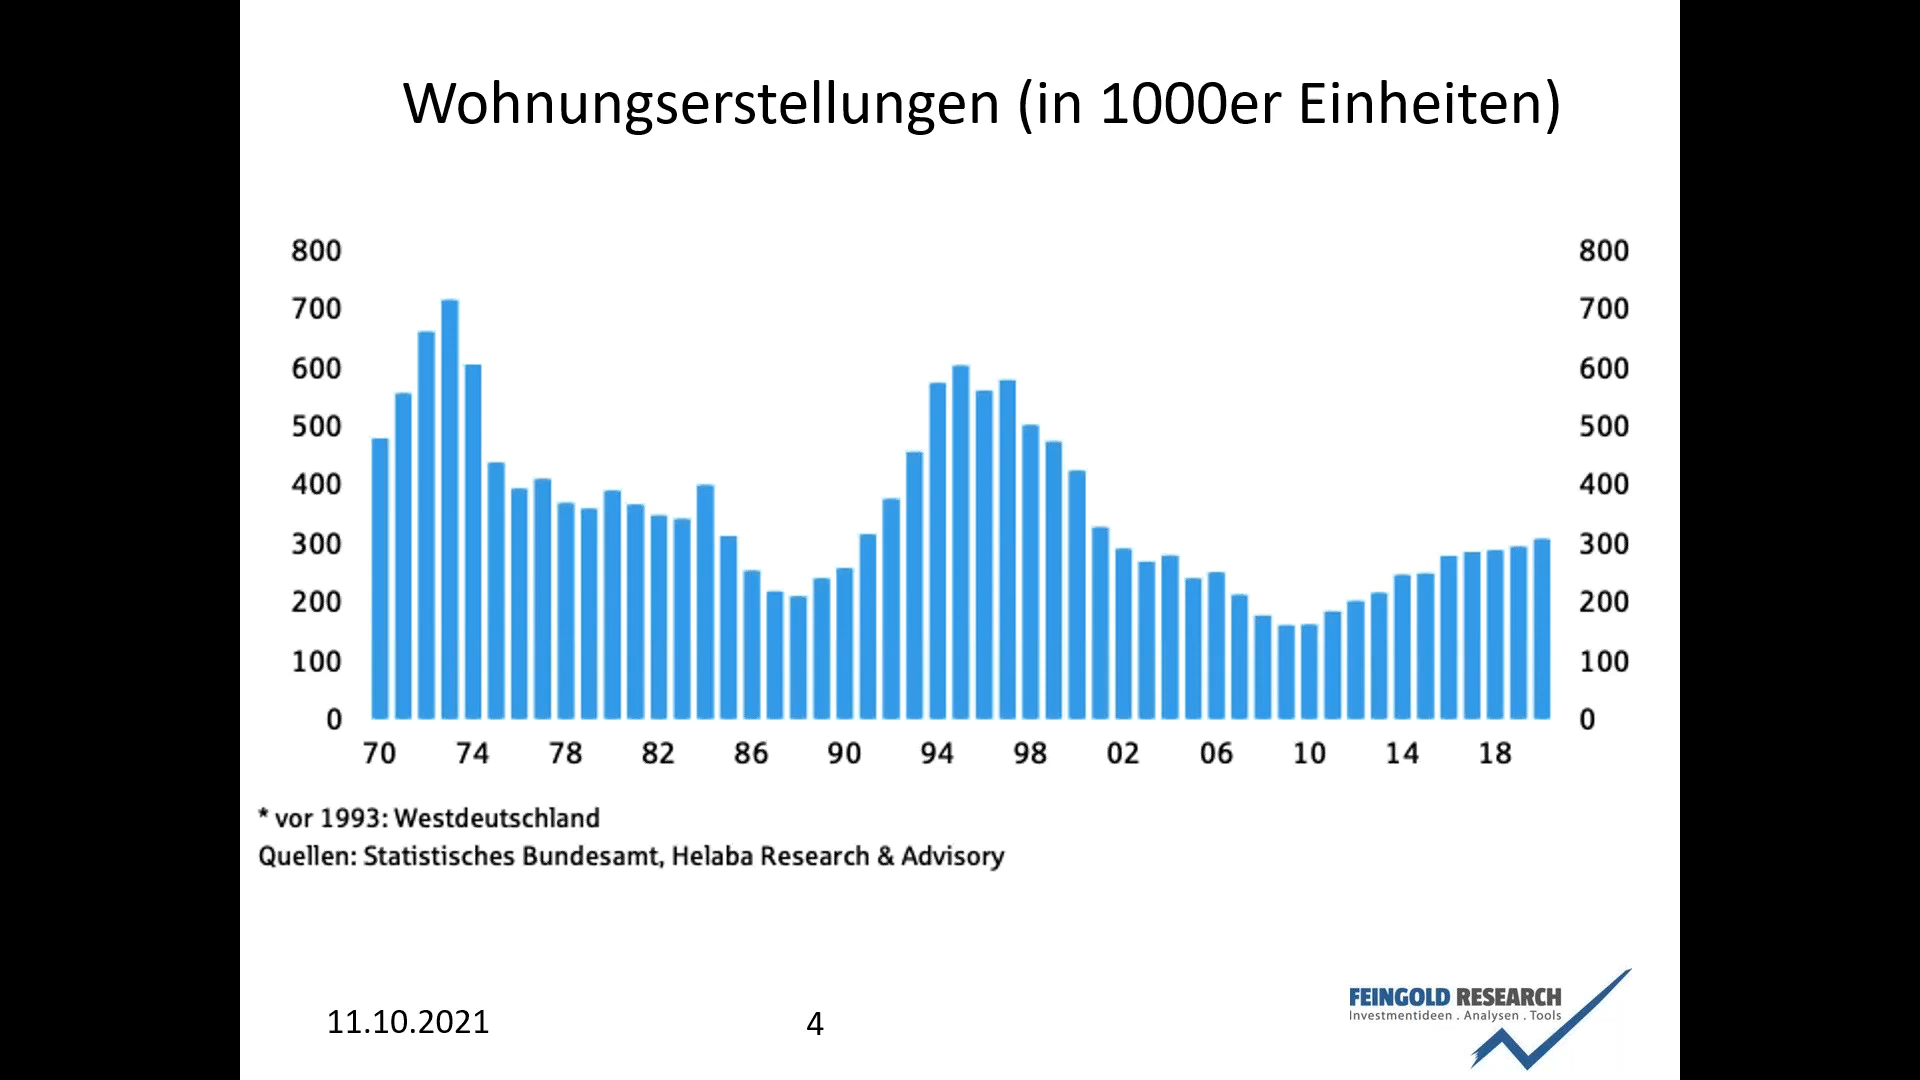 Wohnungserstellungen (in 1000er Einheiten)
800 800
700 700
600 600
500 500
400 400
300 300
200 200
100 100
0 0
70 74 78 82 86 90 94 98 02 06 10 14 18
* vor 1993: Westdeutschland
Quellen: Statistisches Bundesamt, Helaba Research & Advisory
FEINGOLD RESEARCH
Investmentideen . Analysen . Tools
11.10.2021 4